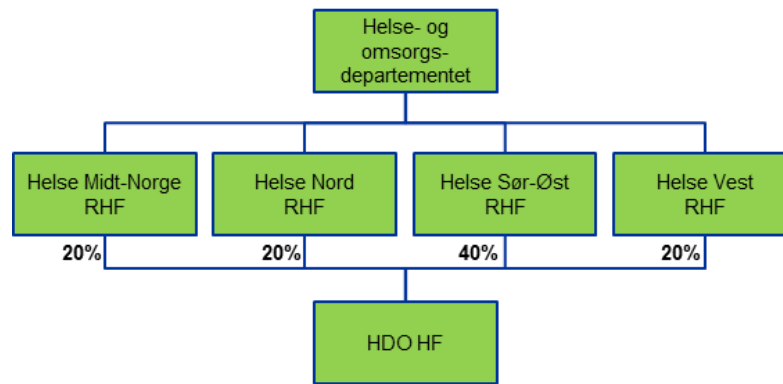 Helse- og
omsorgs-
departementet
Helse Midt-Norge
RHF
Helse Nord
RHF
Helse Sør-Øst
RHF
Helse Vest
RHF
20%
20%
40%
20%
HDO HF